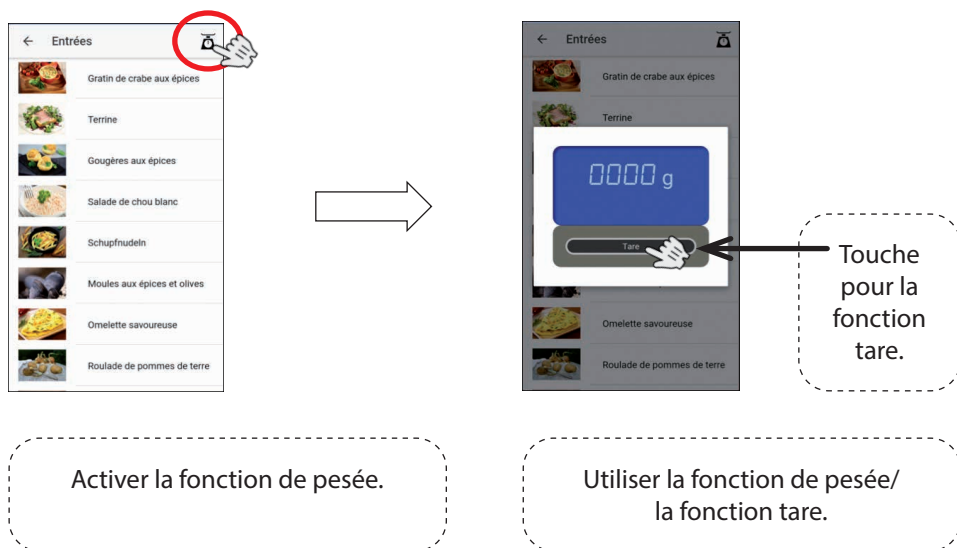 Entrées
Gratin de crabe aux épices
Terrine
Gougères aux épices
Salade de chou blanc
Schupfnudeln
Moules aux épices et olives
Omelette savoureuse
Roulade de pommes de terre
Activer la fonction de pesée.
Entrées
Gratin de crabe aux épices
Terrine
0000 g
Tare
Omelette savoureuse
Roulade de pommes de terre
Touche
pour la
fonction
tare.
Utiliser la fonction de pesée/
la fonction tare.